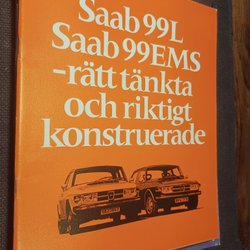 Saab 99L
Saab 99EMS
-rätt tänkta
och riktigt
konstruerade